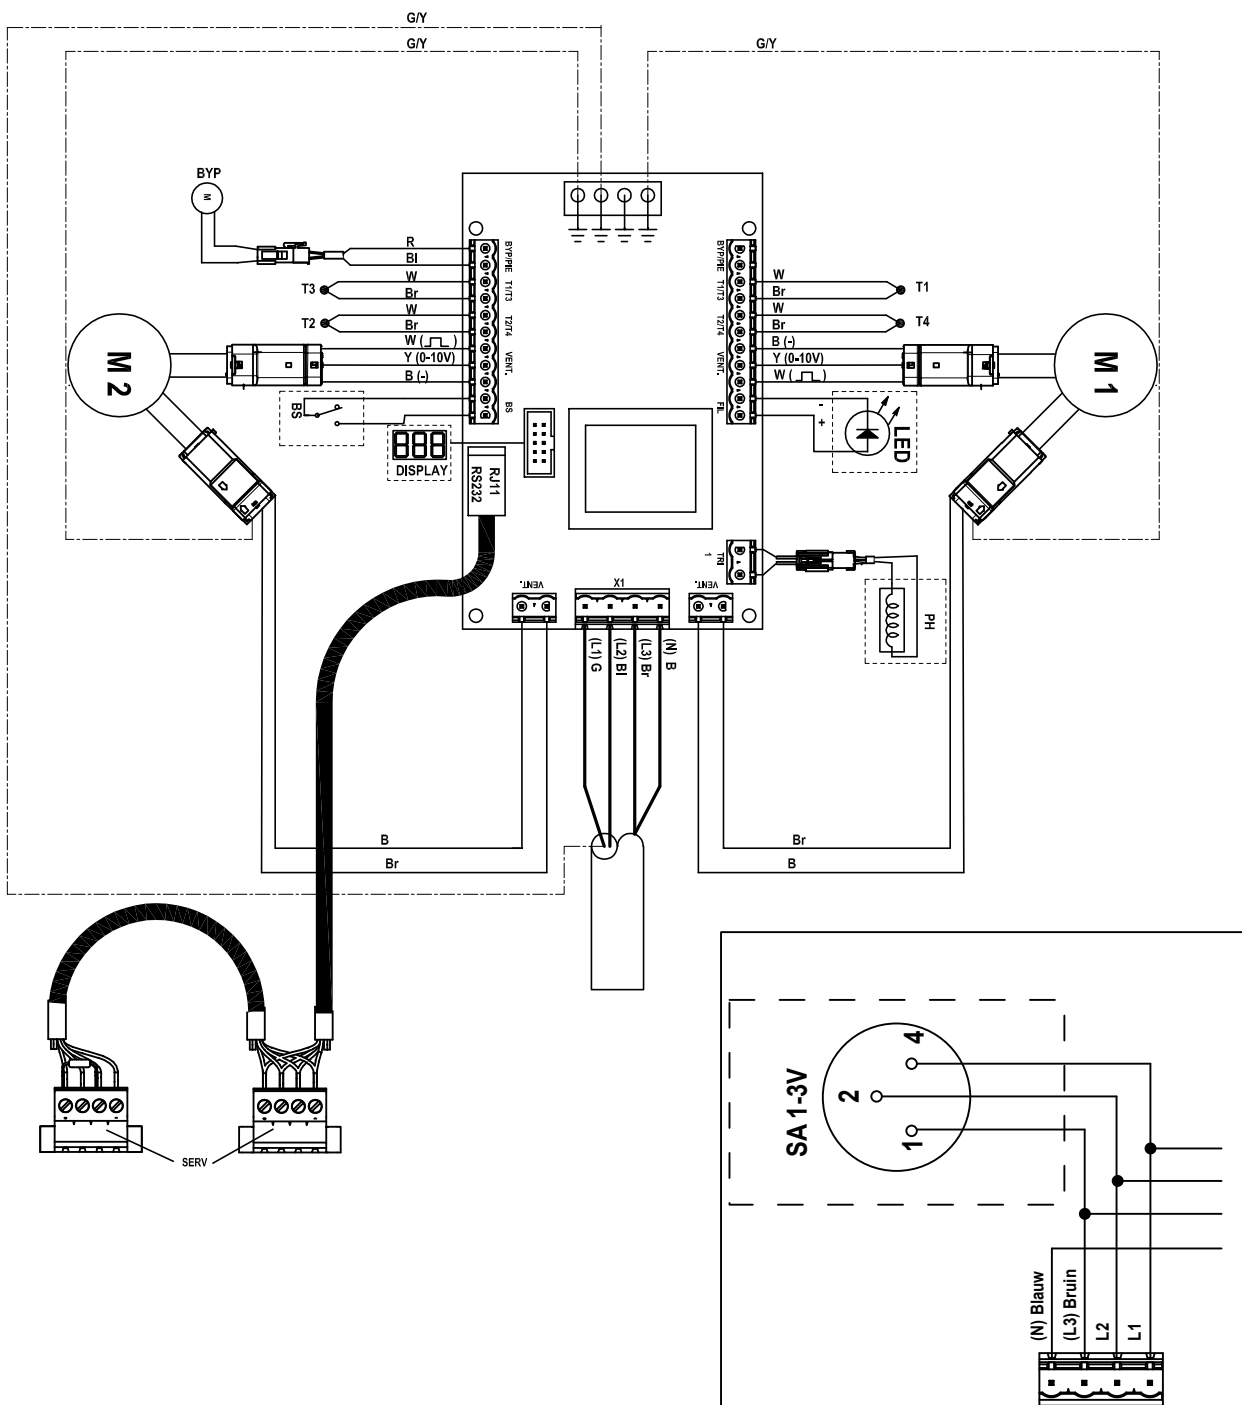 G/Y
G/Y
G/Y
BYP
M
R
Bl
W
Br
W
Br
W
Y (0-10V)
B (-)
T3
T2
BYP/PIE
T1/T3
T2/T4
VENT.
BS
BYP/PIE
T1/T3
T2/T4
VENT.
FIL
W
Br
W
Br
B (-)
Y (0-10V)
W
T1
T4
M 2
M 1
BS
DISPLAY
RJ11
RS232
-
+
LED
TRI
1
PH
VENT.
X1
VENT.
(L1) G
(L2) Bl
(L3) Br
(N) B
B
Br
Br
B
SERV
SA 1-3V
4
2
1
(N) Blauw
(L3) Bruin
L2
L1